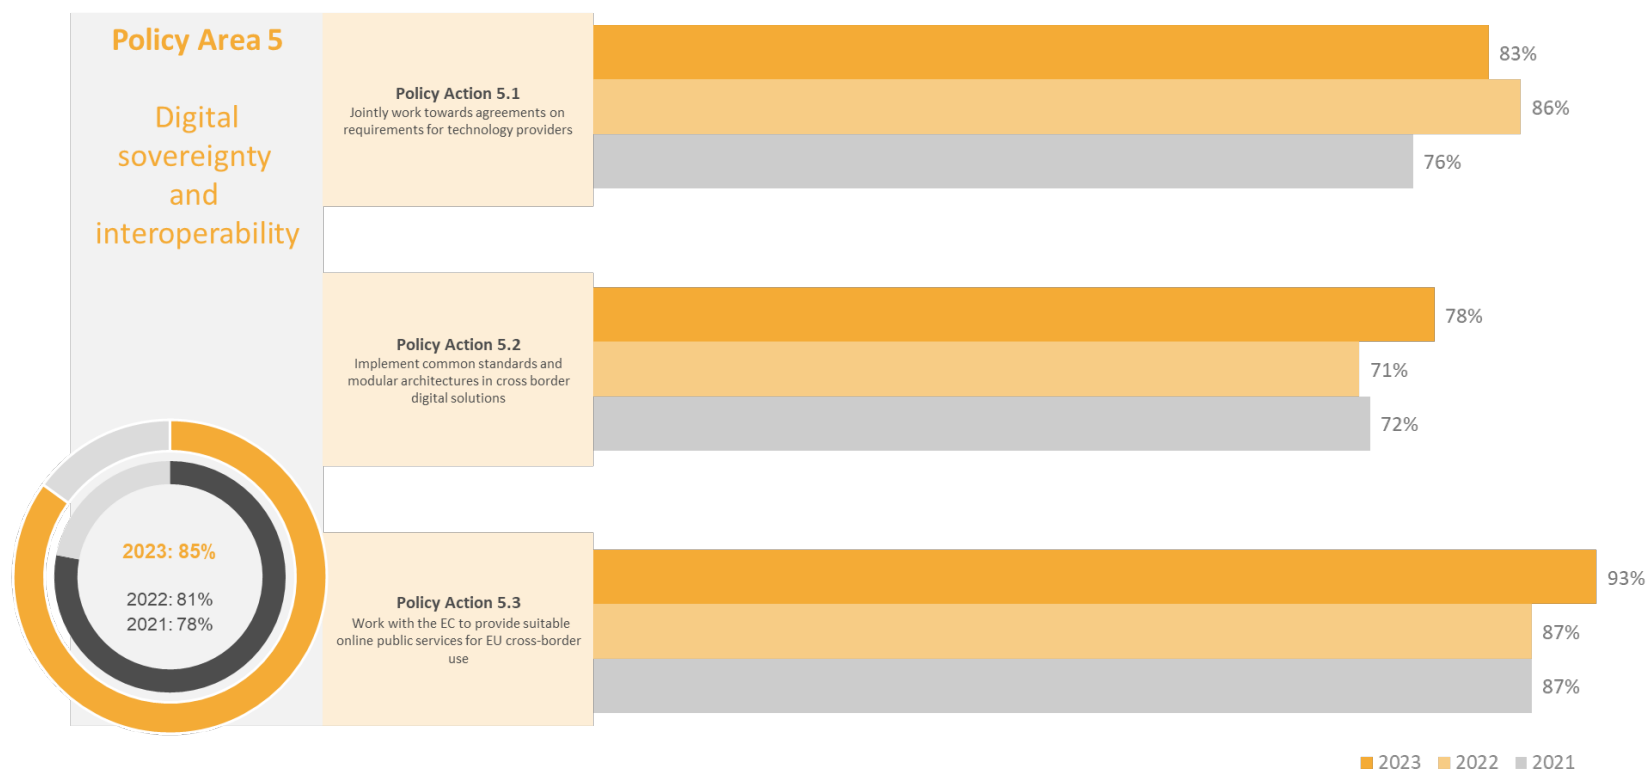 Policy Area 5
Digital
sovereignty
and
interoperability
2023: 85%
2022: 81%
2021: 78%
Policy Action 5.1
Jointly work towards agreements on
requirements for technology providers
83%
86%
76%
Policy Action 5.2
Implement common standards and
modular architectures in cross border
digital solutions
78%
71%
72%
Policy Action 5.3
Work with the EC to provide suitable
online public services for EU cross-border
use
93%
87%
87%
2023 2022 2021